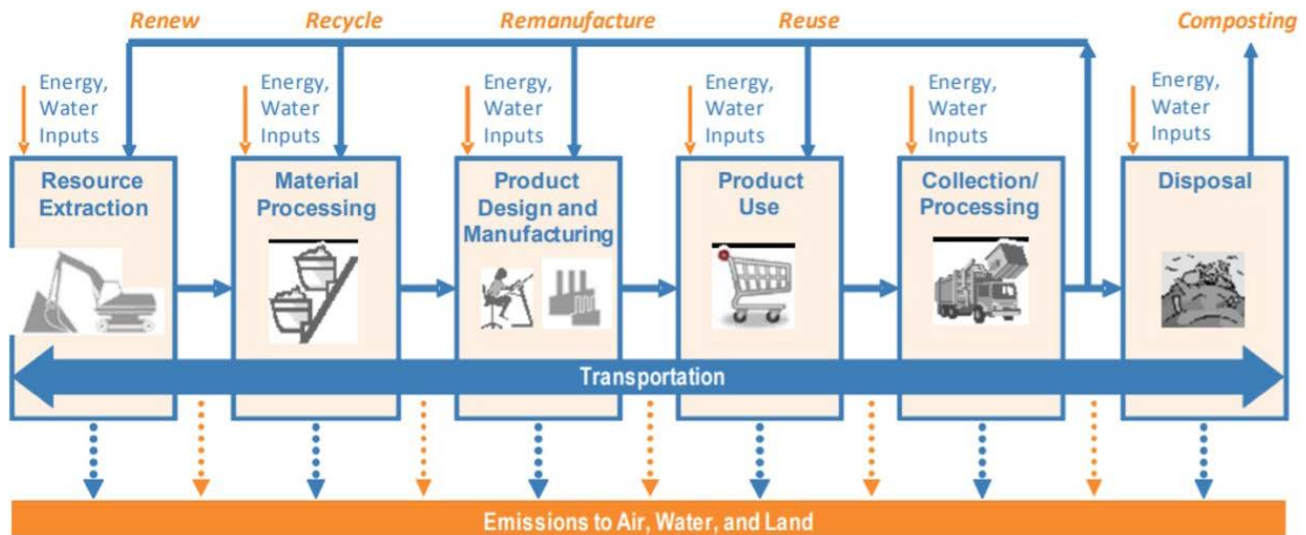 Renew
Recycle
Remanufacture
Reuse
Composting
Energy,
Water
Inputs
Energy,
Water
Inputs
Energy,
Water
Inputs
Energy,
Water
Inputs
Energy,
Water
Inputs
Energy,
Water
Inputs
Resource
Extraction
Material
Processing
Product
Design and
Manufacturing
Product
Use
Collection/
Processing
Disposal
Transportation
Emissions to Air, Water, and Land